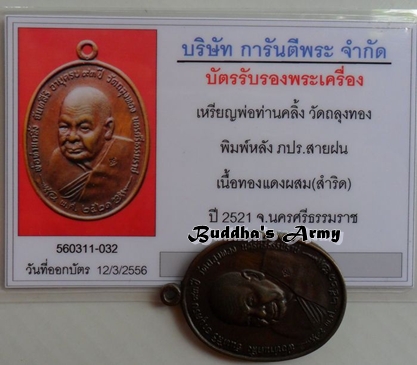 บริษัท การันตีพระ จำกัด
บัตรรับรองพระเครื่อง
เหรียญพ่อท่านคลิ้ง วัดถลุงทอง
พิมพ์หลัง ภปร.สายฝน
เนื้อทองแดงผสม(สำริด)
ปี 2521 จ.นครศรีธรรมราช
560311-032
วันที่ออกบัตร 12/3/2556
Buddha's Army